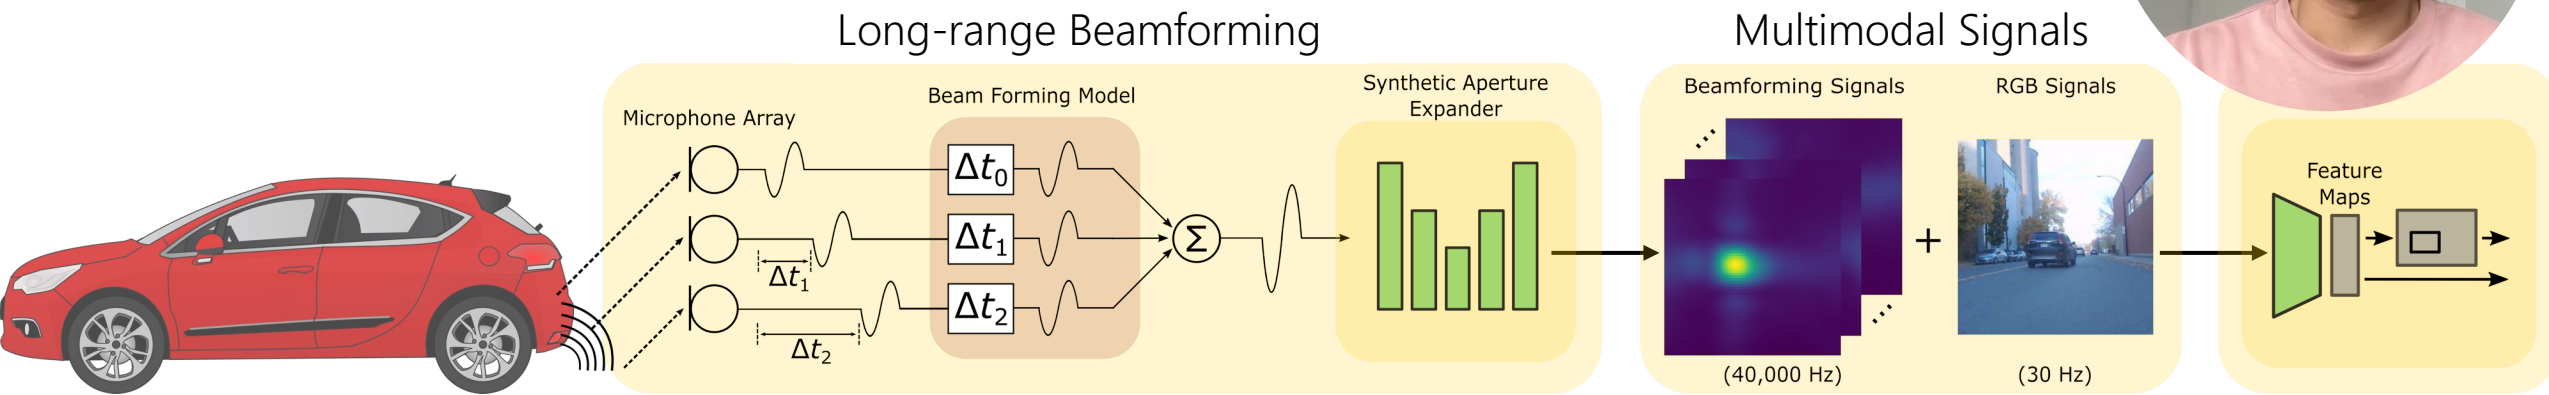 Long-range Beamforming
Multimodal Signals
Microphone Array
Beam Forming Model
Synthetic Aperture
Expander
Beamforming Signals
RGB Signals
Δt₀
Δt₁
Δt₂
Δt₁
Δt₂
Σ
+
(40,000 Hz)
(30 Hz)
Feature
Maps